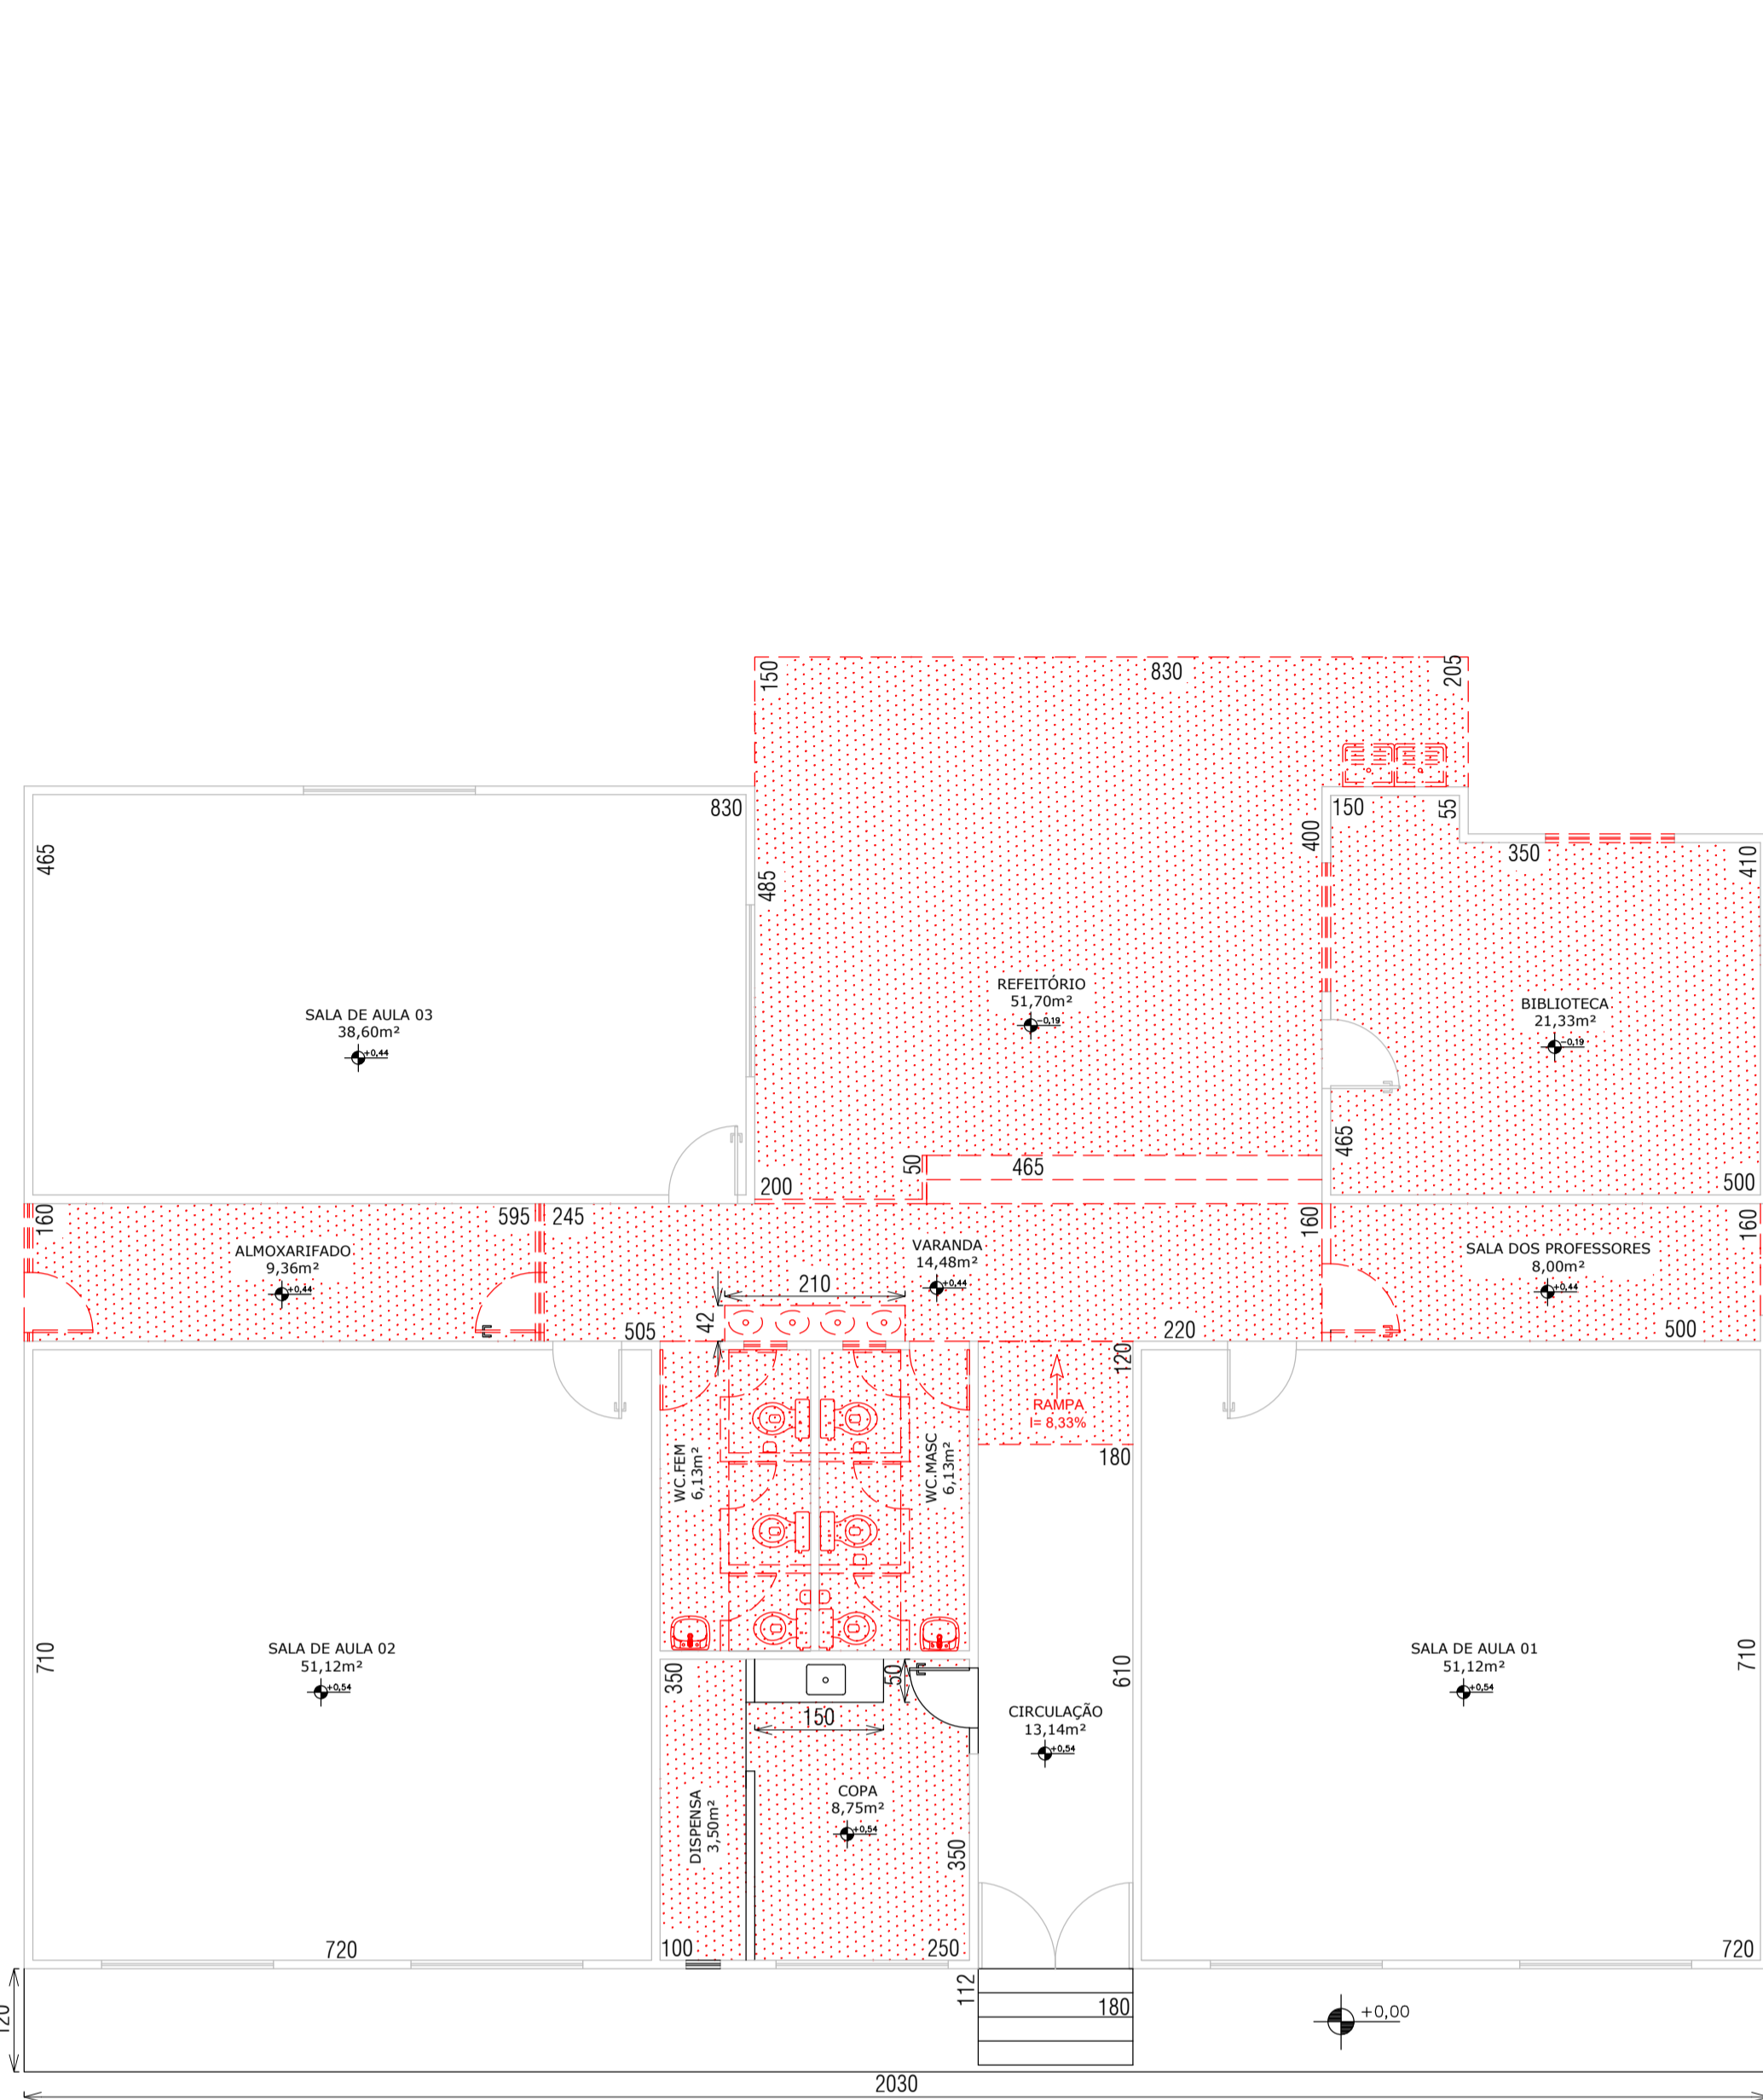 150
830
205
830
465
485
400
150
55
350
410
REFEITÓRIO
51,70m²
-0,19
BIBLIOTECA
21,33m²
-0,19
SALA DE AULA 03
38,60m²
+0,44
50
465
200
465
500
160
595
245
160
160
ALMOXARIFADO
9,36m²
+0,44
VARANDA
14,48m²
+0,44
SALA DOS PROFESSORES
8,00m²
+0,44
210
42
505
220
500
120
RAMPA
I= 8,33%
180
WC.FEM
6,13m²
WC.MASC
6,13m²
710
SALA DE AULA 02
51,12m²
+0,54
350
50
150
610
SALA DE AULA 01
51,12m²
+0,54
710
CIRCULAÇÃO
13,14m²
+0,54
DISPENSA
3,50m²
COPA
8,75m²
+0,54
350
720
100
250
720
120
112
180
+0,00
2030